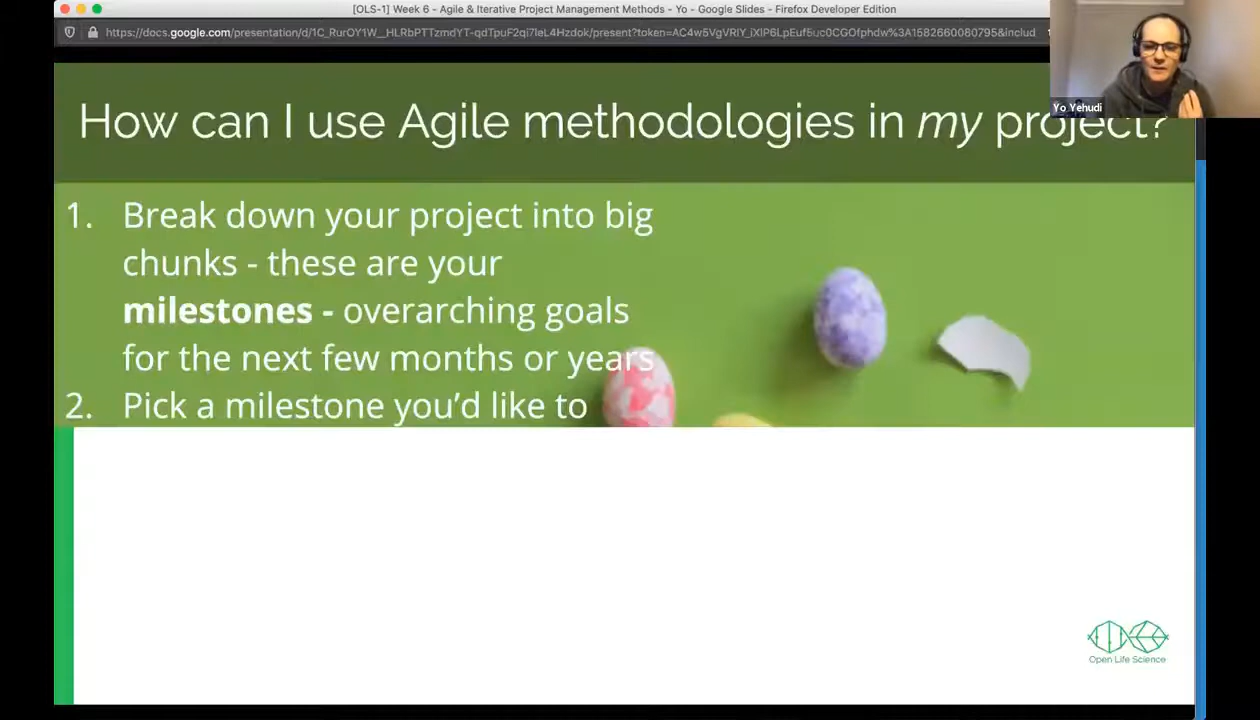 [OLS-1] Week 6 - Agile & Iterative Project Management Methods - Yo - Google Slides - Firefox Developer Edition
Yo Yehudi
How can I use Agile methodologies in my project?
1. Break down your project into big
chunks - these are your
milestones - overarching goals
for the next few months or years
2. Pick a milestone you'd like to
Open Life Science